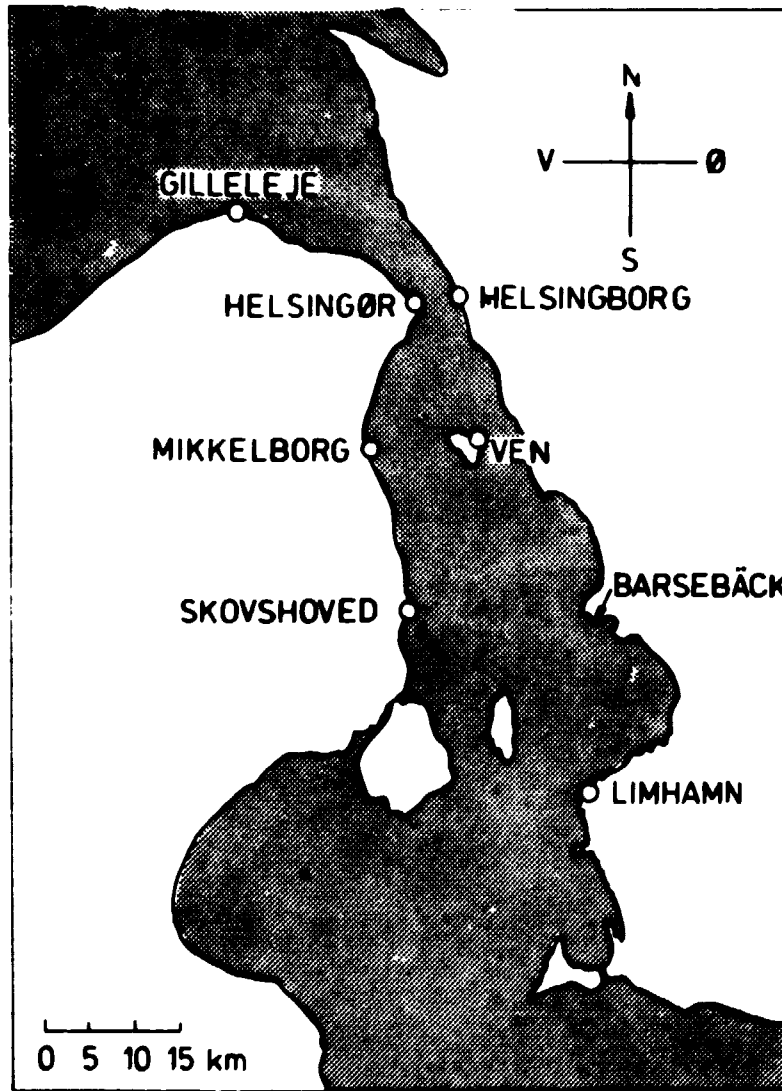 N
V Ø
S
GILLELEJE
HELSINGØR HELSINGBORG
MIKKELBORG VEN
BARSEBÄCK
SKOVSHOVED
LIMHAMN
0 5 10 15 km